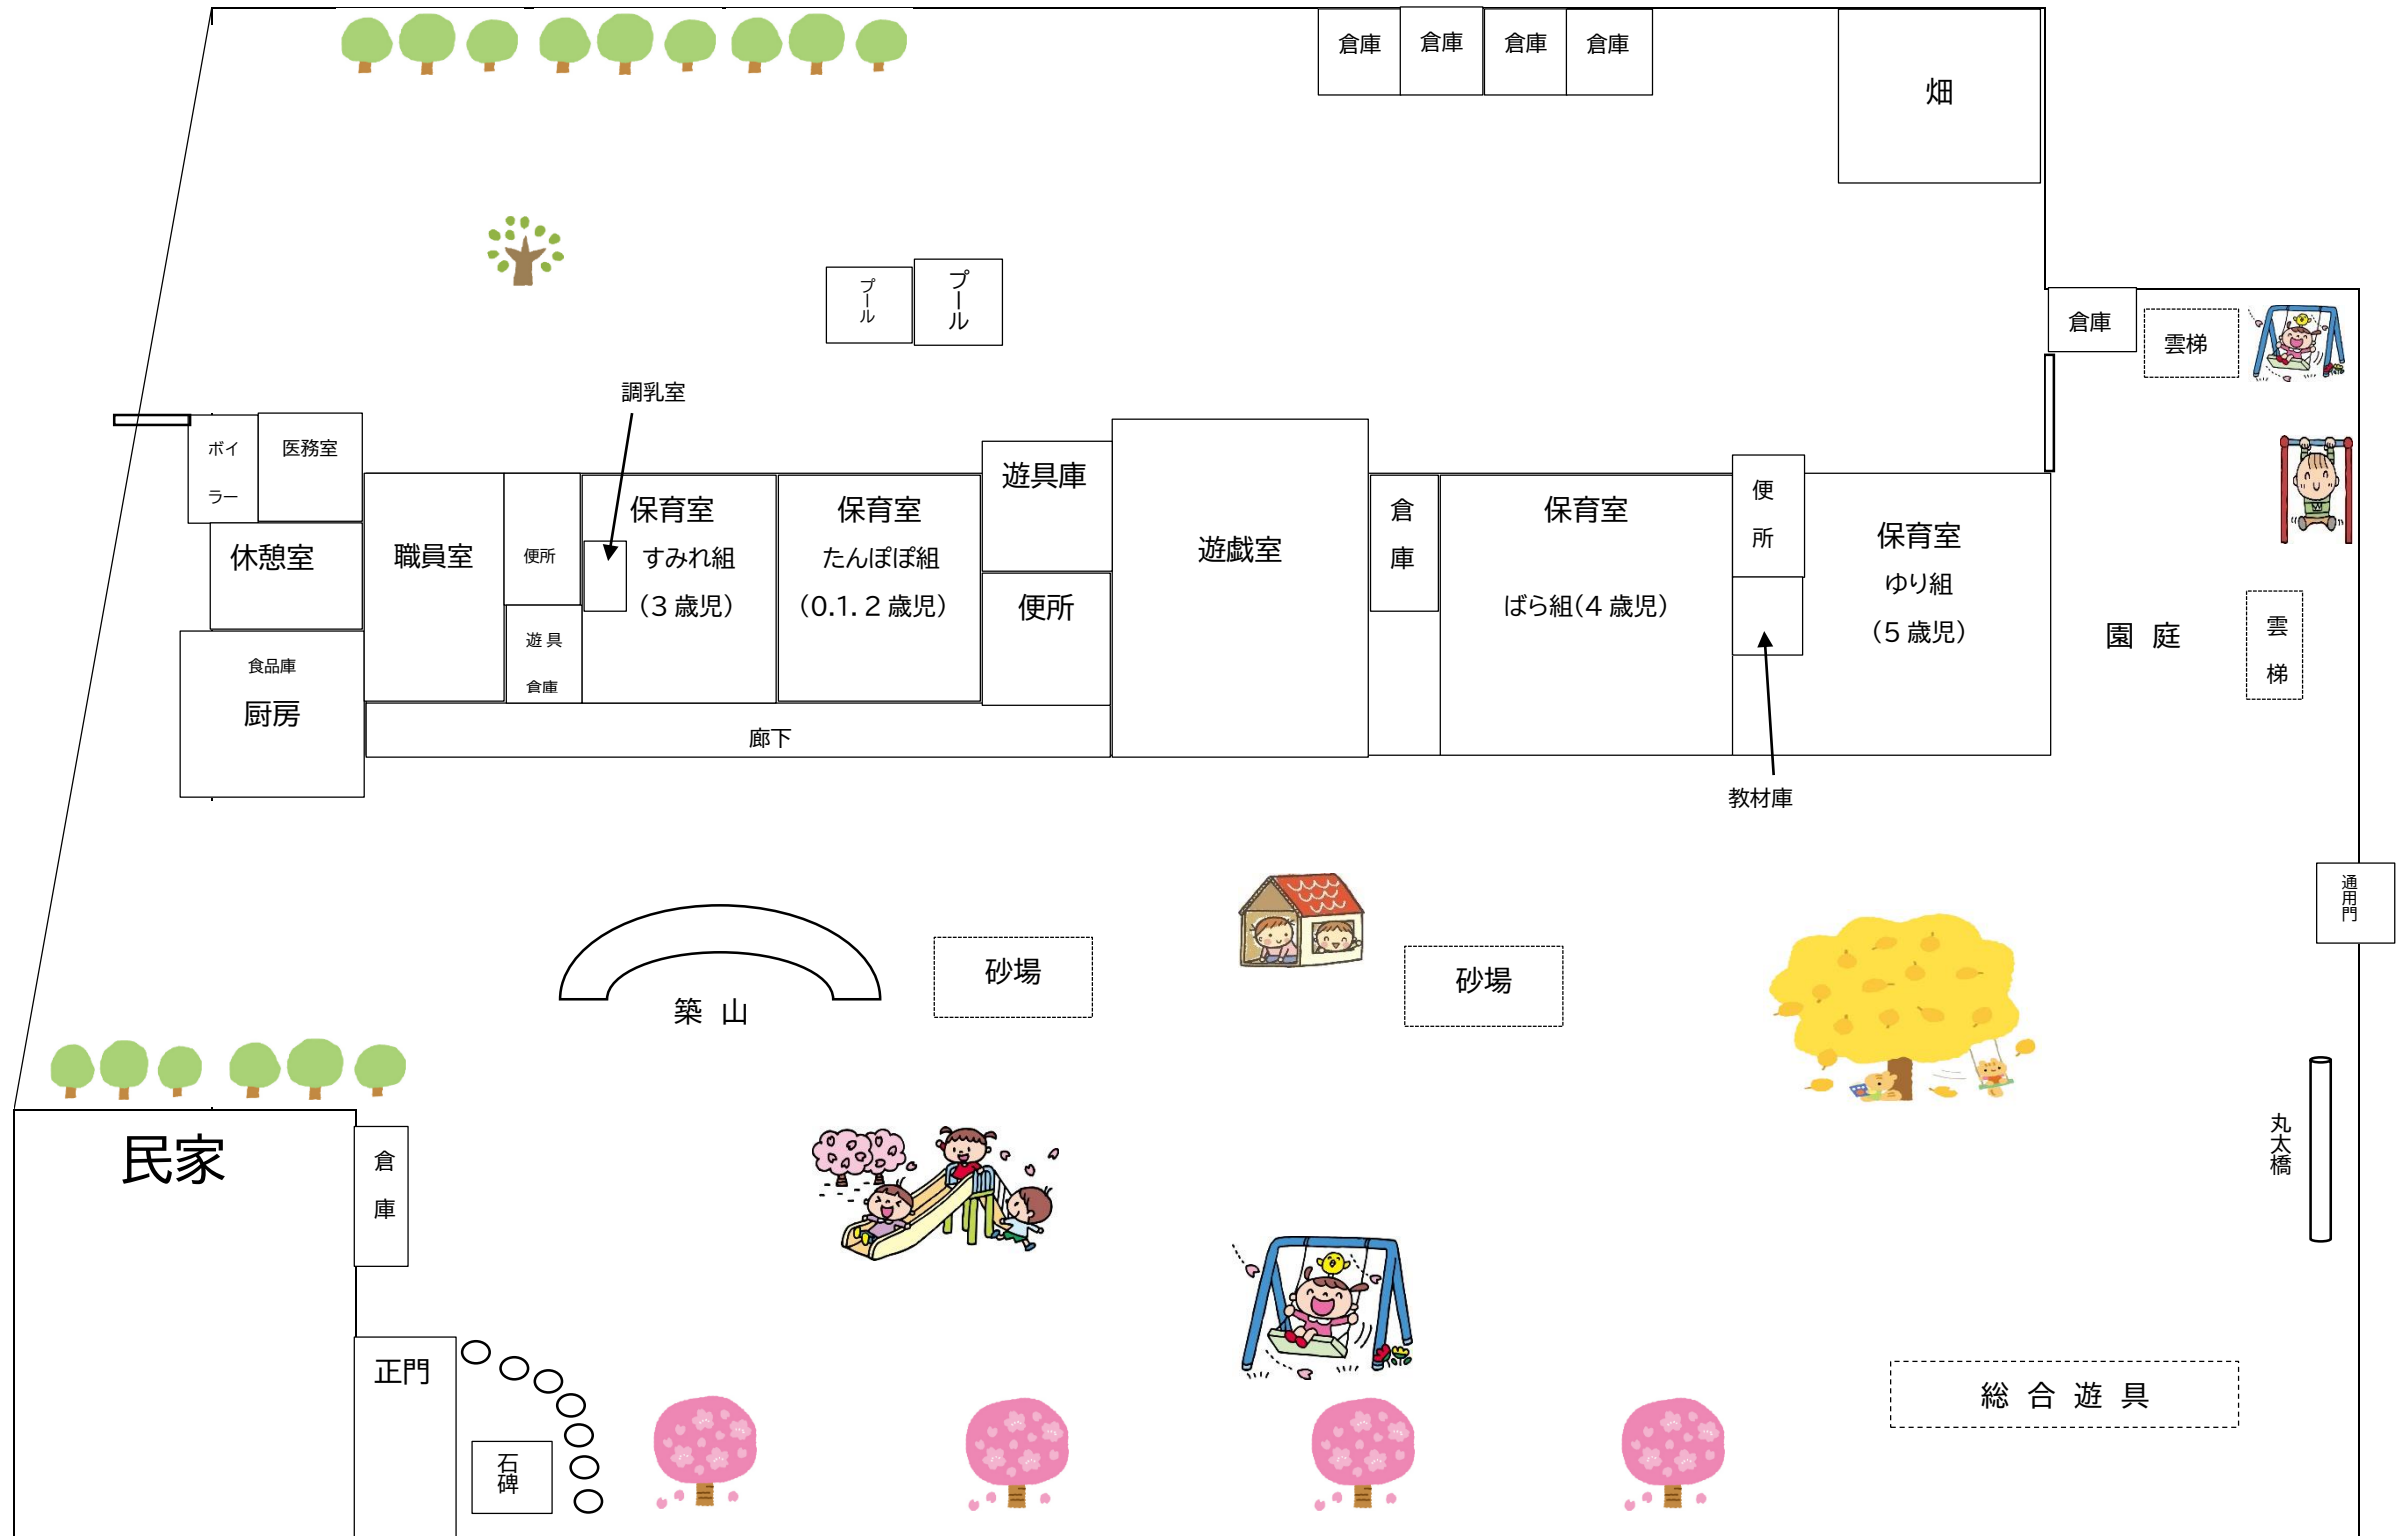 倉庫
倉庫
倉庫
倉庫
畑
プール
プール
倉庫
雲梯
調乳室
ボイ
ラー
医務室
休憩室
食品庫
厨房
職員室
便所
遊 具
倉庫
保育室
すみれ組
（3 歳児）
保育室
たんぽぽ組
（0.1. 2 歳児）
遊具庫
便所
廊下
遊戯室
倉
庫
保育室
ばら組（4 歳児）
便
所
保育室
ゆり組
（5 歳児）
教材庫
園 庭
雲
梯
通用門
築 山
砂場
砂場
丸太橋
民家
倉
庫
正門
石碑
総 合 遊 具